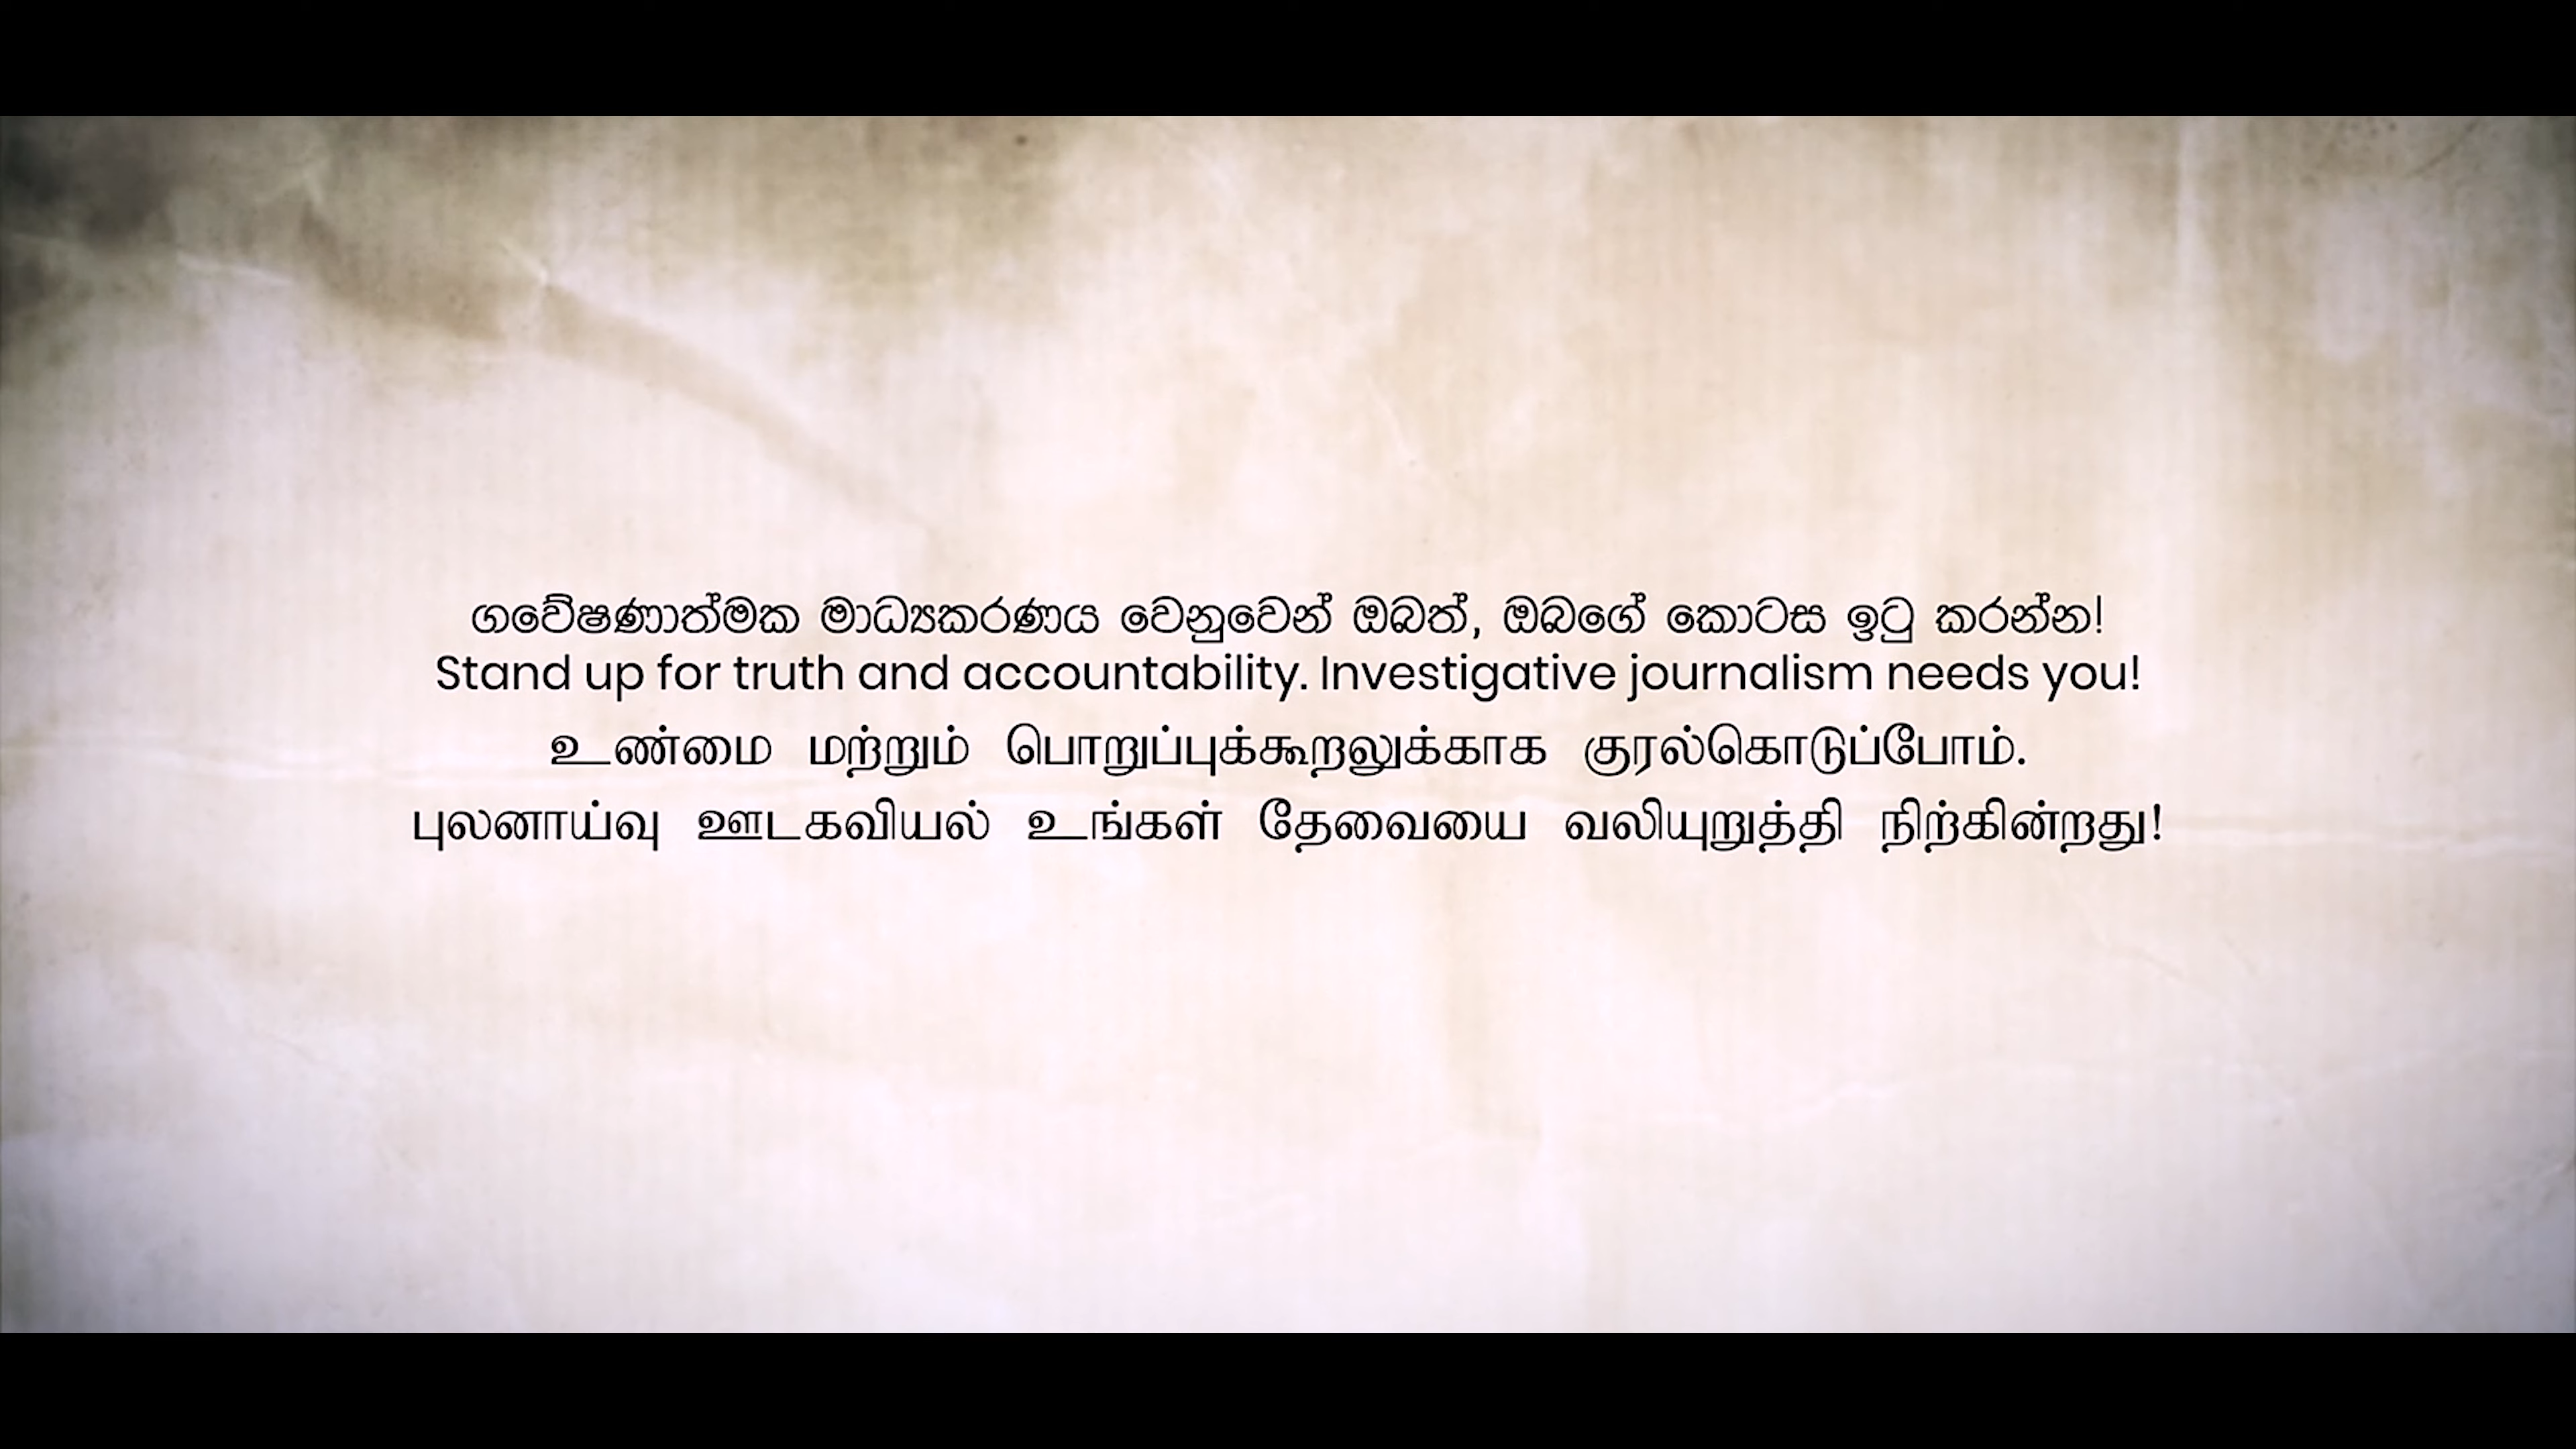 ගවේෂණාත්මක මාධ්‍යකරණය වෙනුවෙන් ඔබත්, ඔබගේ කොටස ඉටු කරන්න!
Stand up for truth and accountability. Investigative journalism needs you!
உண்மை மற்றும் பொறுப்புக்கூறலுக்காக குரல்கொடுப்போம்.
புலனாய்வு ஊடகவியல் உங்கள் தேவையை வலியுறுத்தி நிற்கின்றது!